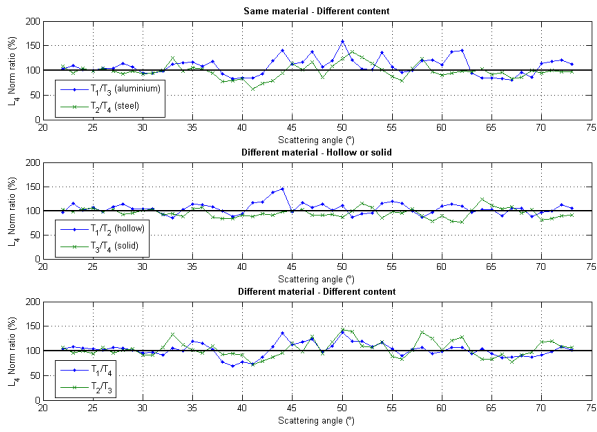 Same material - Different content
200
150
100
50
0
L4 Norm ratio (%)
T1/T3 (aluminium)
T2/T4 (steel)
20 25 30 35 40 45 50 55 60 65 70 75
Scattering angle (°)
Different material - Hollow or solid
200
150
100
50
0
L4 Norm ratio (%)
T1/T2 (hollow)
T3/T4 (solid)
20 25 30 35 40 45 50 55 60 65 70 75
Scattering angle (°)
Different material - Different content
200
150
100
50
0
L4 Norm ratio (%)
T1/T4
T2/T3
20 25 30 35 40 45 50 55 60 65 70 75
Scattering angle (°)